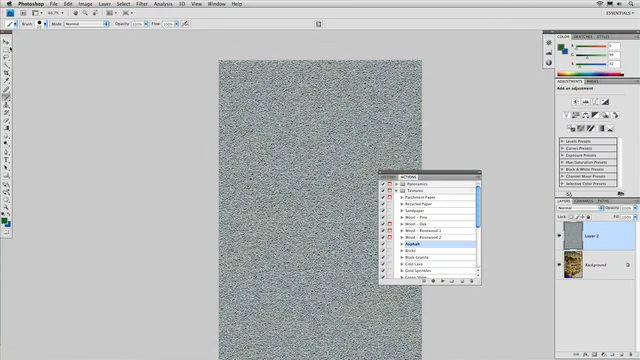 Photoshop File Edit Image Layer Select Filter Analysis 3D View Window Help
66.7%
ESSENTIALS
Brush: Mode: Normal Opacity: 100% Flow: 100%
COLOR SWATCHES STYLES
R
G
B
ADJUSTMENTS MASKS
Add an adjustment
Levels Presets
Curves Presets
Exposure Presets
Hue/Saturation Presets
Black & White Presets
Channel Mixer Presets
Selective Color Presets
HISTORY ACTIONS
Panoramics
Textures
Parchment Paper
Recycled Paper
Sandpaper
Wood - Pine
Wood - Oak
Wood - Rosewood 1
Wood - Rosewood 2
Asphalt
Bricks
Black Granite
Cold Lava
Gold Sprinkles
LAYERS CHANNELS PATHS
Normal Opacity: 100%
Lock: Fill: 100%
Layer 2
Background